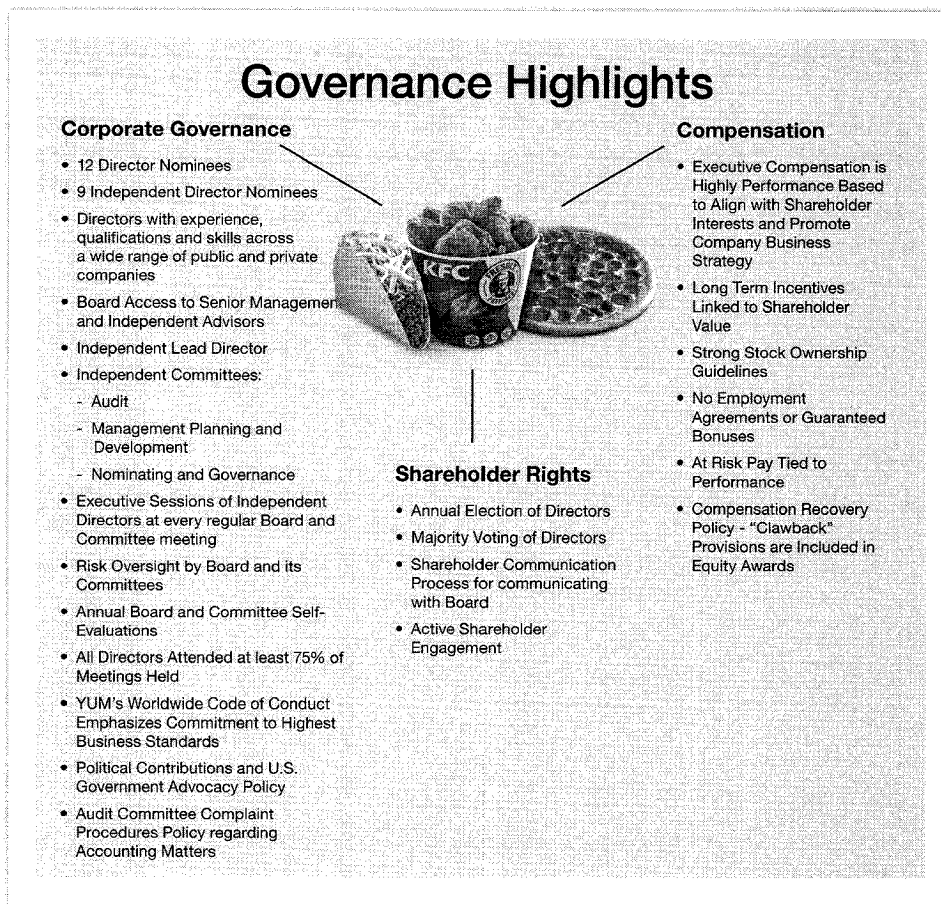 Governance Highlights
Corporate Governance
• 12 Director Nominees
• 9 Independent Director Nominees
• Directors with experience,
qualifications and skills across
a wide range of public and private
companies
• Board Access to Senior Managemen
and Independent Advisors
• Independent Lead Director
• Independent Committees:
- Audit
- Management Planning and
Development
- Nominating and Governance
• Executive Sessions of Independent
Directors at every regular Board and
Committee meeting
• Risk Oversight by Board and its
Committees
• Annual Board and Committee Self-
Evaluations
• All Directors Attended at least 75% of
Meetings Held
• YUM's Worldwide Code of Conduct
Emphasizes Commitment to Highest
Business Standards
• Political Contributions and U.S.
Government Advocacy Policy
• Audit Committee Complaint
Procedures Policy regarding
Accounting Matters
KFC
Shareholder Rights
• Annual Election of Directors
• Majority Voting of Directors
• Shareholder Communication
Process for communicating
with Board
• Active Shareholder
Engagement
Compensation
• Executive Compensation is
Highly Performance Based
to Align with Shareholder
Interests and Promote
Company Business
Strategy
• Long Term Incentives
Linked to Shareholder
Value
• Strong Stock Ownership
Guidelines
• No Employment
Agreements or Guaranteed
Bonuses
• At Risk Pay Tied to
Performance
• Compensation Recovery
Policy - "Clawback"
Provisions are Included in
Equity Awards